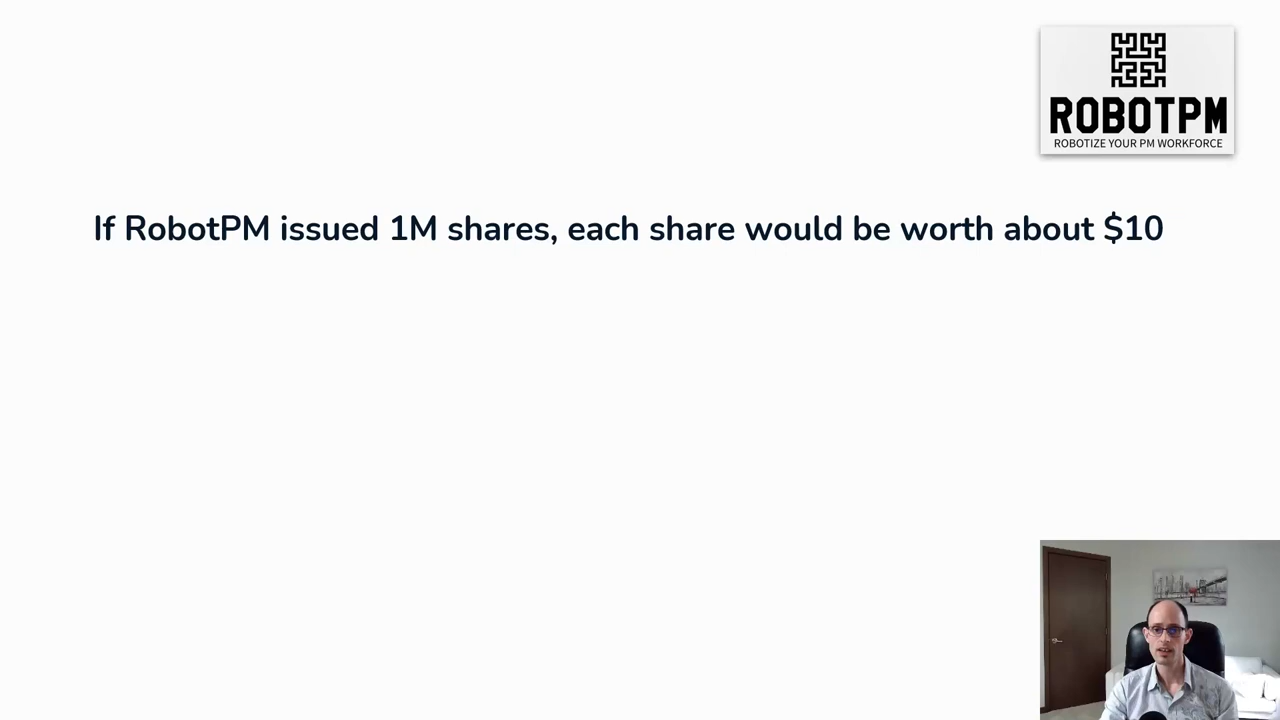 ROBOTPM
ROBOTIZE YOUR PM WORKFORCE
If RobotPM issued 1M shares, each share would be worth about $10